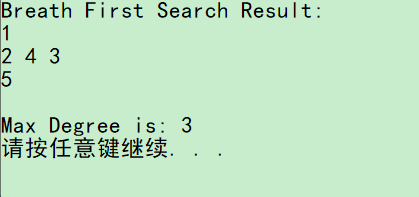 Breath First Search Result:
1
2 4 3
5
Max Degree is: 3
请按任意键继续. . .